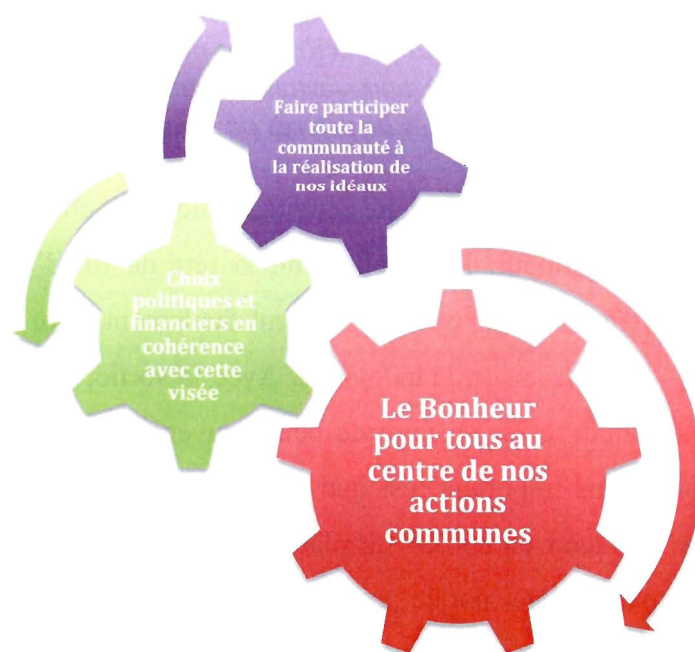 Faire participer
toute la
communauté à
la réalisation de
nos idéaux
Choix
politiques et
financiers en
cohérence
avec cette
visée
Le Bonheur
pour tous au
centre de nos
actions
communes